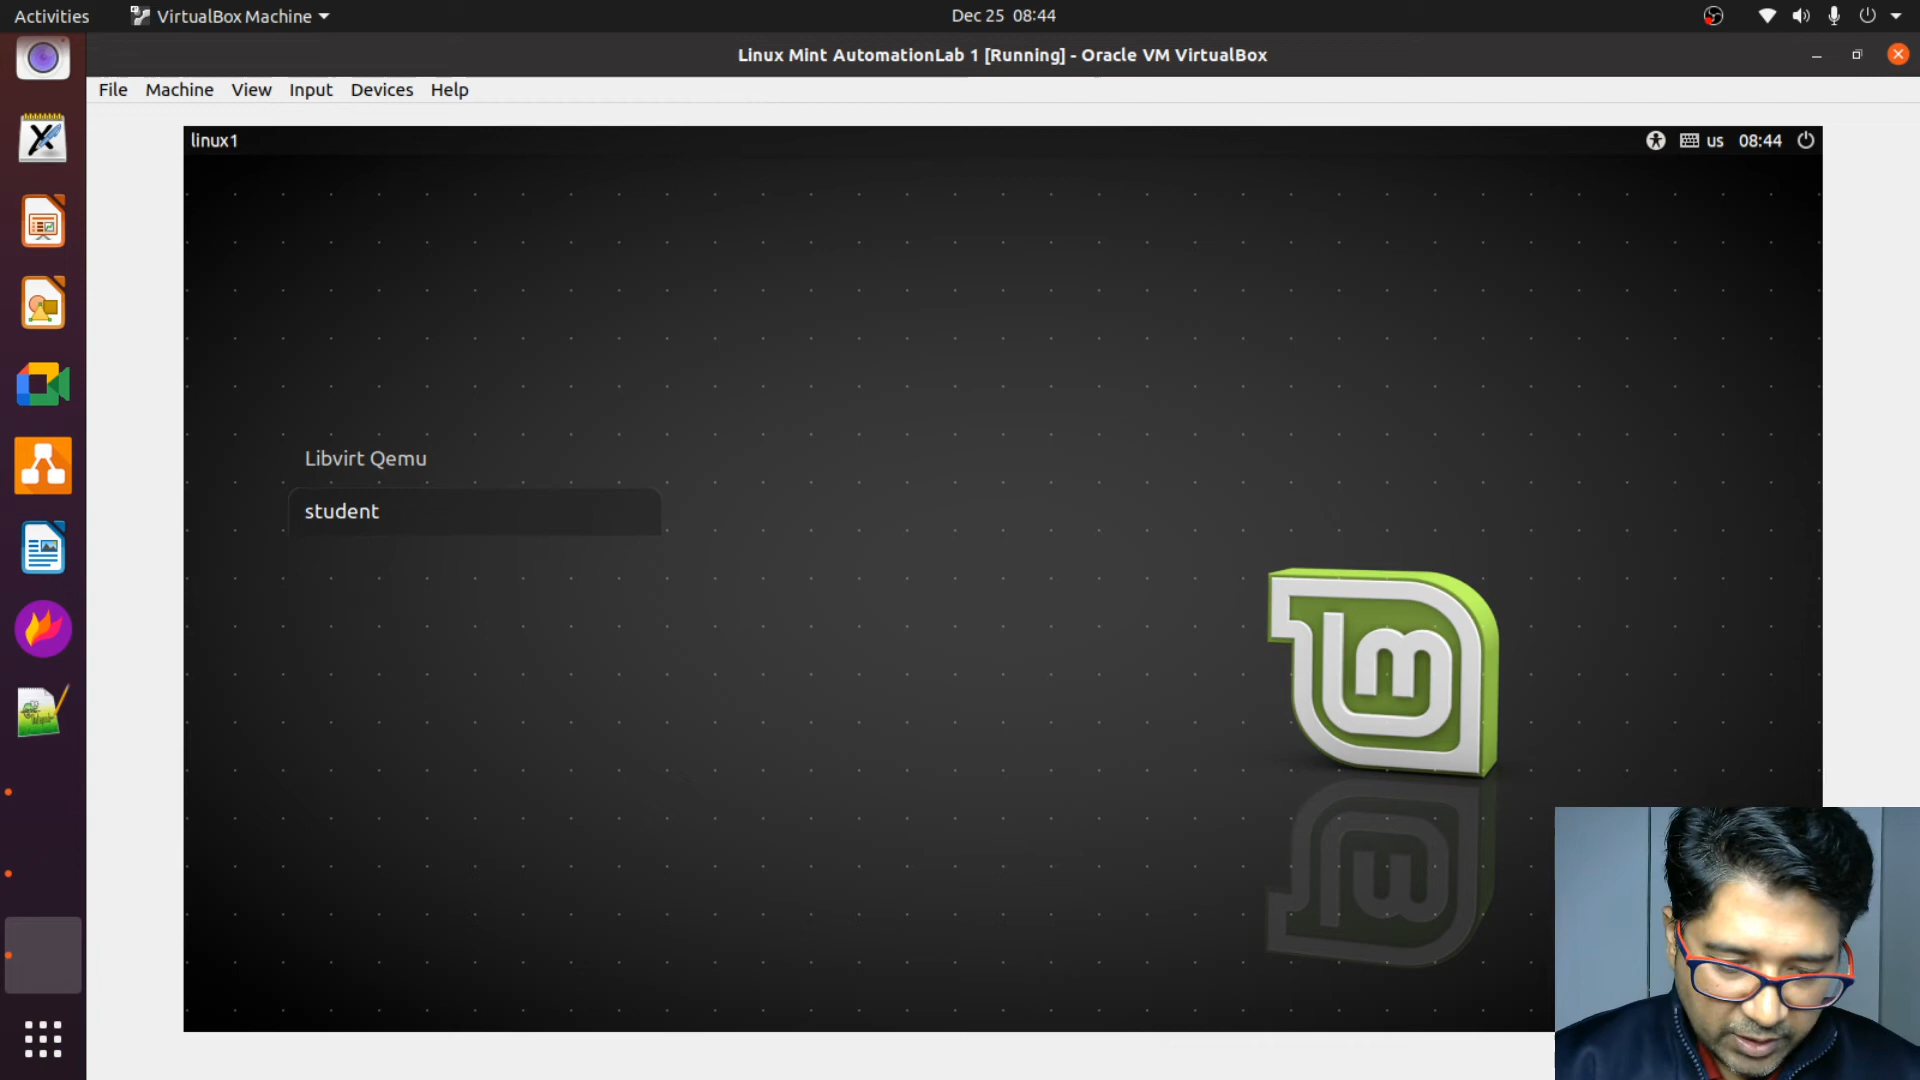 Activities VirtualBox Machine Dec 25 08:44
Linux Mint AutomationLab 1 [Running] - Oracle VM VirtualBox
File Machine View Input Devices Help
linux1 us 08:44
Libvirt Qemu
student
lm